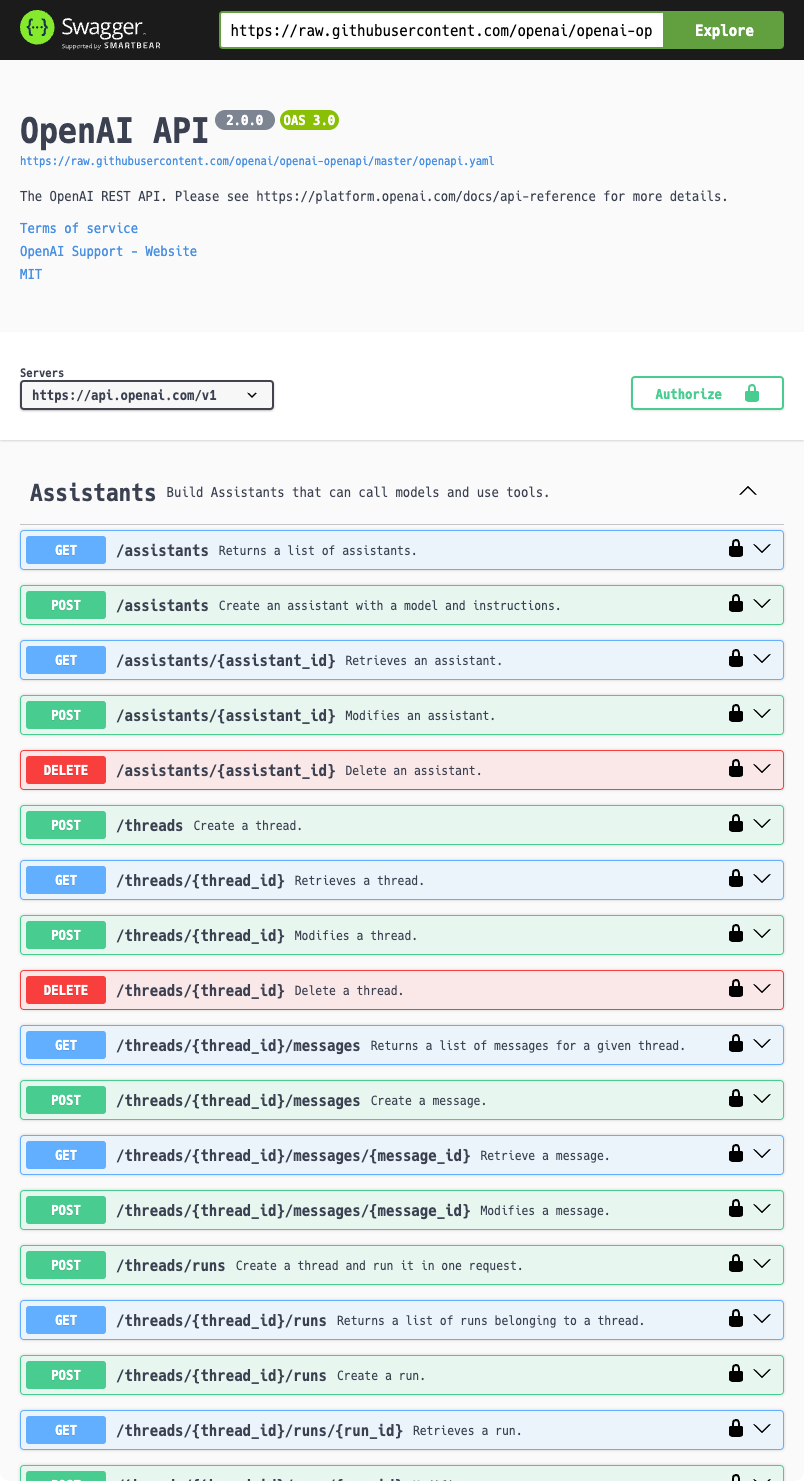 Swagger.
Supported by SMARTBEAR
https://raw.githubusercontent.com/openai/openai-op
Explore
OpenAI API 2.0.0 OAS 3.0
https://raw.githubusercontent.com/openai/openai-openapi/master/openapi.yaml
The OpenAI REST API. Please see https://platform.openai.com/docs/api-reference for more details.
Terms of service
OpenAI Support - Website
MIT
Servers
https://api.openai.com/v1
Authorize
Assistants Build Assistants that can call models and use tools.
GET /assistants Returns a list of assistants.
POST /assistants Create an assistant with a model and instructions.
GET /assistants/{assistant_id} Retrieves an assistant.
POST /assistants/{assistant_id} Modifies an assistant.
DELETE /assistants/{assistant_id} Delete an assistant.
POST /threads Create a thread.
GET /threads/{thread_id} Retrieves a thread.
POST /threads/{thread_id} Modifies a thread.
DELETE /threads/{thread_id} Delete a thread.
GET /threads/{thread_id}/messages Returns a list of messages for a given thread.
POST /threads/{thread_id}/messages Create a message.
GET /threads/{thread_id}/messages/{message_id} Retrieve a message.
POST /threads/{thread_id}/messages/{message_id} Modifies a message.
POST /threads/runs Create a thread and run it in one request.
GET /threads/{thread_id}/runs Returns a list of runs belonging to a thread.
POST /threads/{thread_id}/runs Create a run.
GET /threads/{thread_id}/runs/{run_id} Retrieves a run.